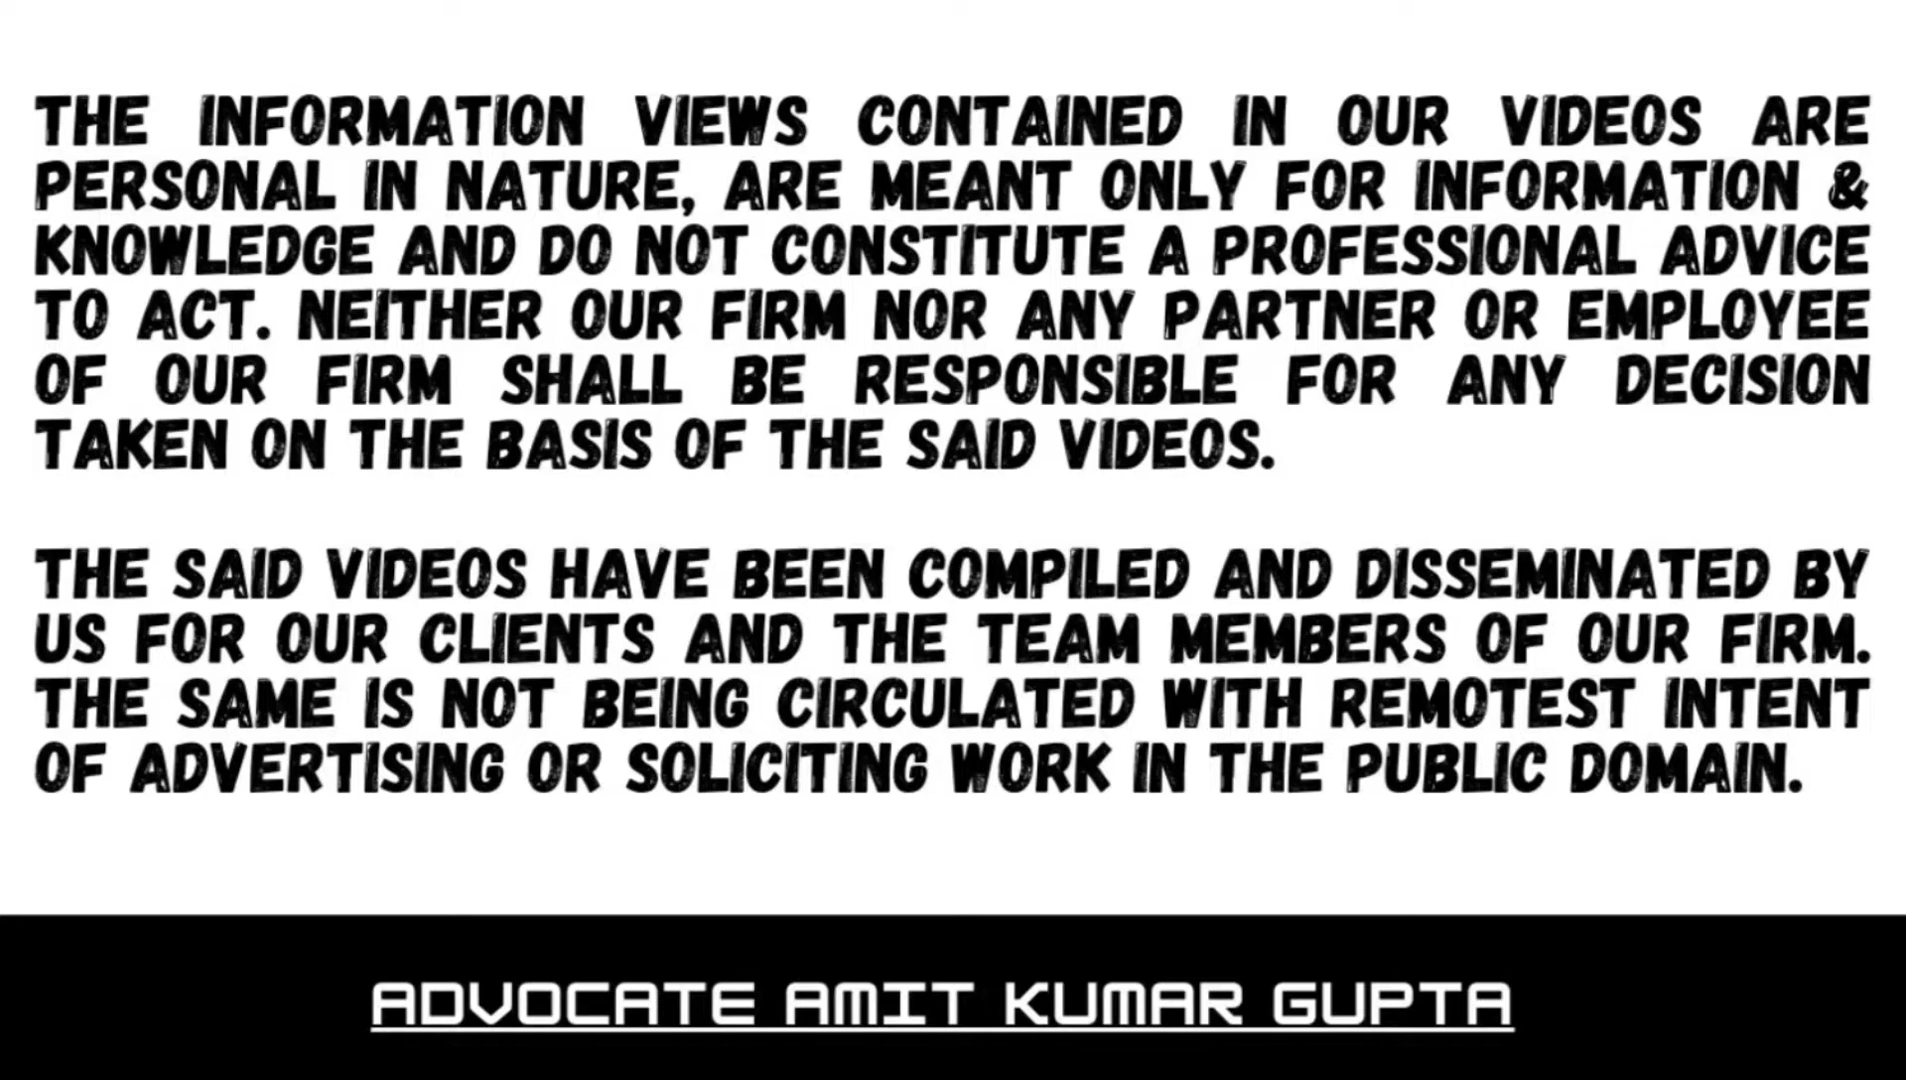 THE INFORMATION VIEWS CONTAINED IN OUR VIDEOS ARE
PERSONAL IN NATURE, ARE MEANT ONLY FOR INFORMATION &
KNOWLEDGE AND DO NOT CONSTITUTE A PROFESSIONAL ADVICE
TO ACT. NEITHER OUR FIRM NOR ANY PARTNER OR EMPLOYEE
OF OUR FIRM SHALL BE RESPONSIBLE FOR ANY DECISION
TAKEN ON THE BASIS OF THE SAID VIDEOS.
THE SAID VIDEOS HAVE BEEN COMPILED AND DISSEMINATED BY
US FOR OUR CLIENTS AND THE TEAM MEMBERS OF OUR FIRM.
THE SAME IS NOT BEING CIRCULATED WITH REMOTEST INTENT
OF ADVERTISING OR SOLICITING WORK IN THE PUBLIC DOMAIN.
ADVOCATE AMIT KUMAR GUPTA